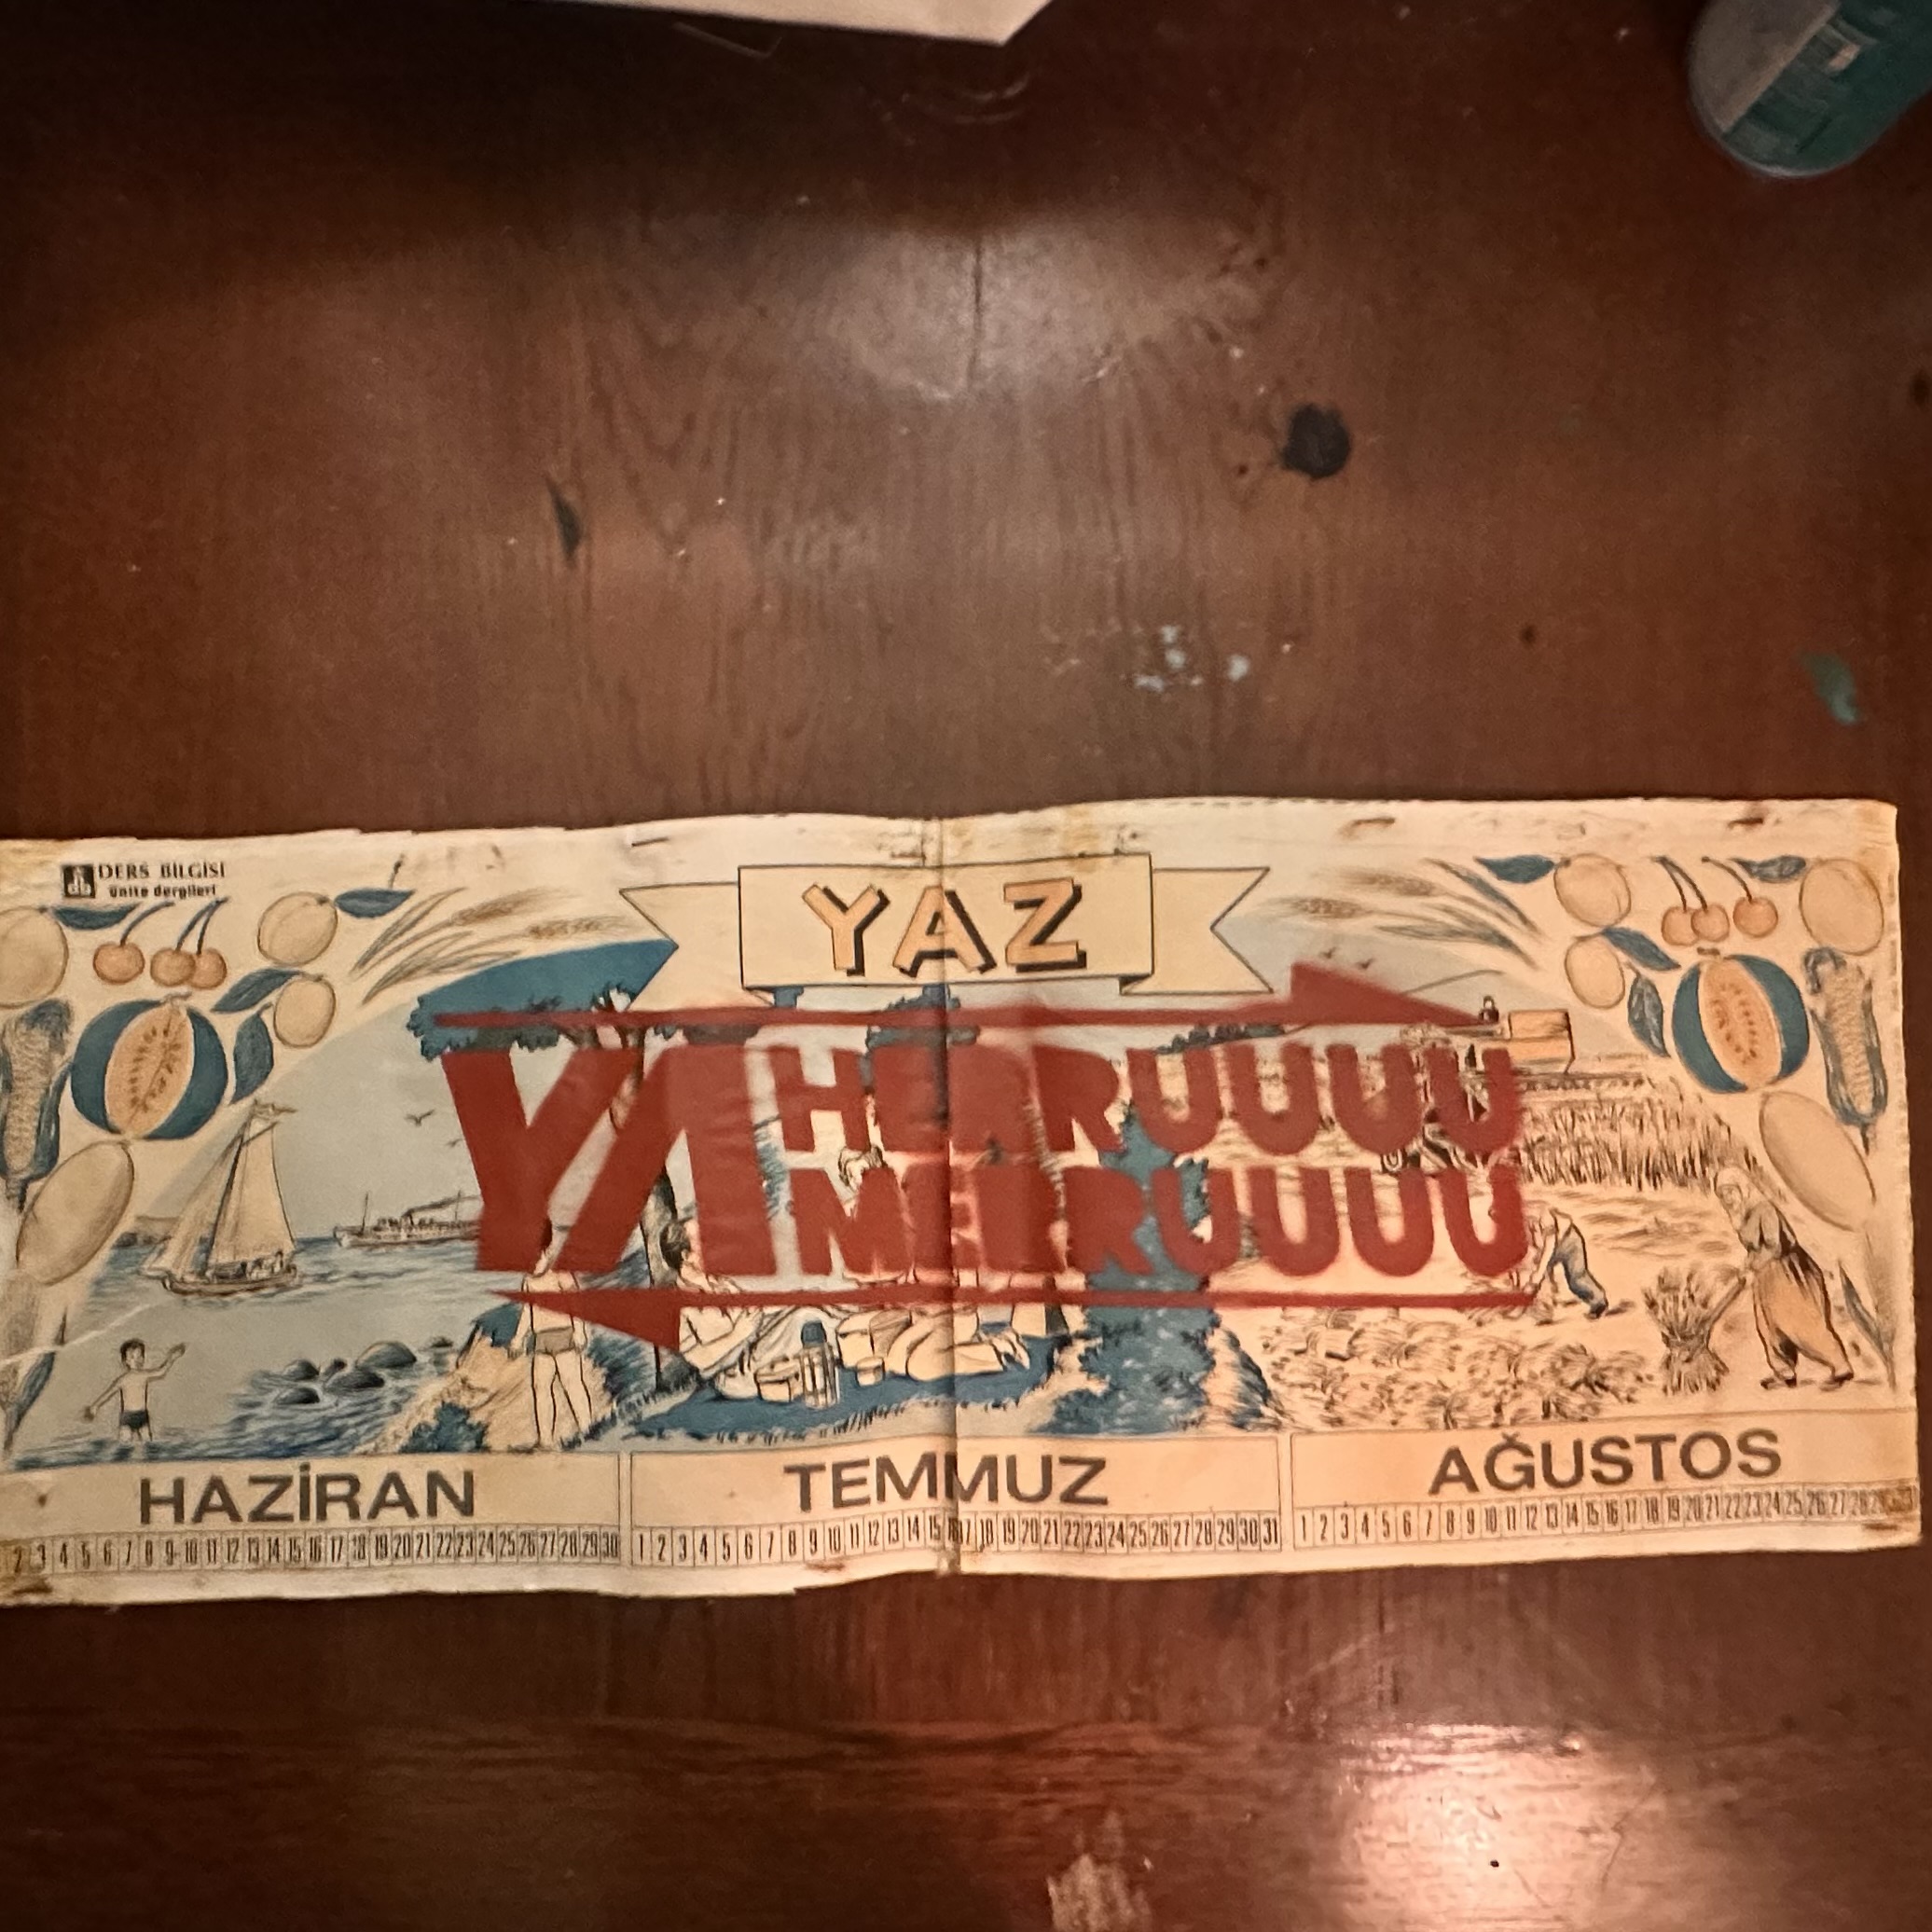 DERS BİLGİSİ
ünite dergileri
YAZ
YA
HERRUUUU
MERRUUUU
HAZİRAN
TEMMUZ
AĞUSTOS
2 3 4 5 6 7 8 9 10 11 12 13 14 15 16 17 18 19 20 21 22 23 24 25 26 27 28 29 30
1 2 3 4 5 6 7 8 9 10 11 12 13 14 15 16 17 18 19 20 21 22 23 24 25 26 27 28 29 30 31
1 2 3 4 5 6 7 8 9 10 11 12 13 14 15 16 17 18 19 20 21 22 23 24 25 26 27 28